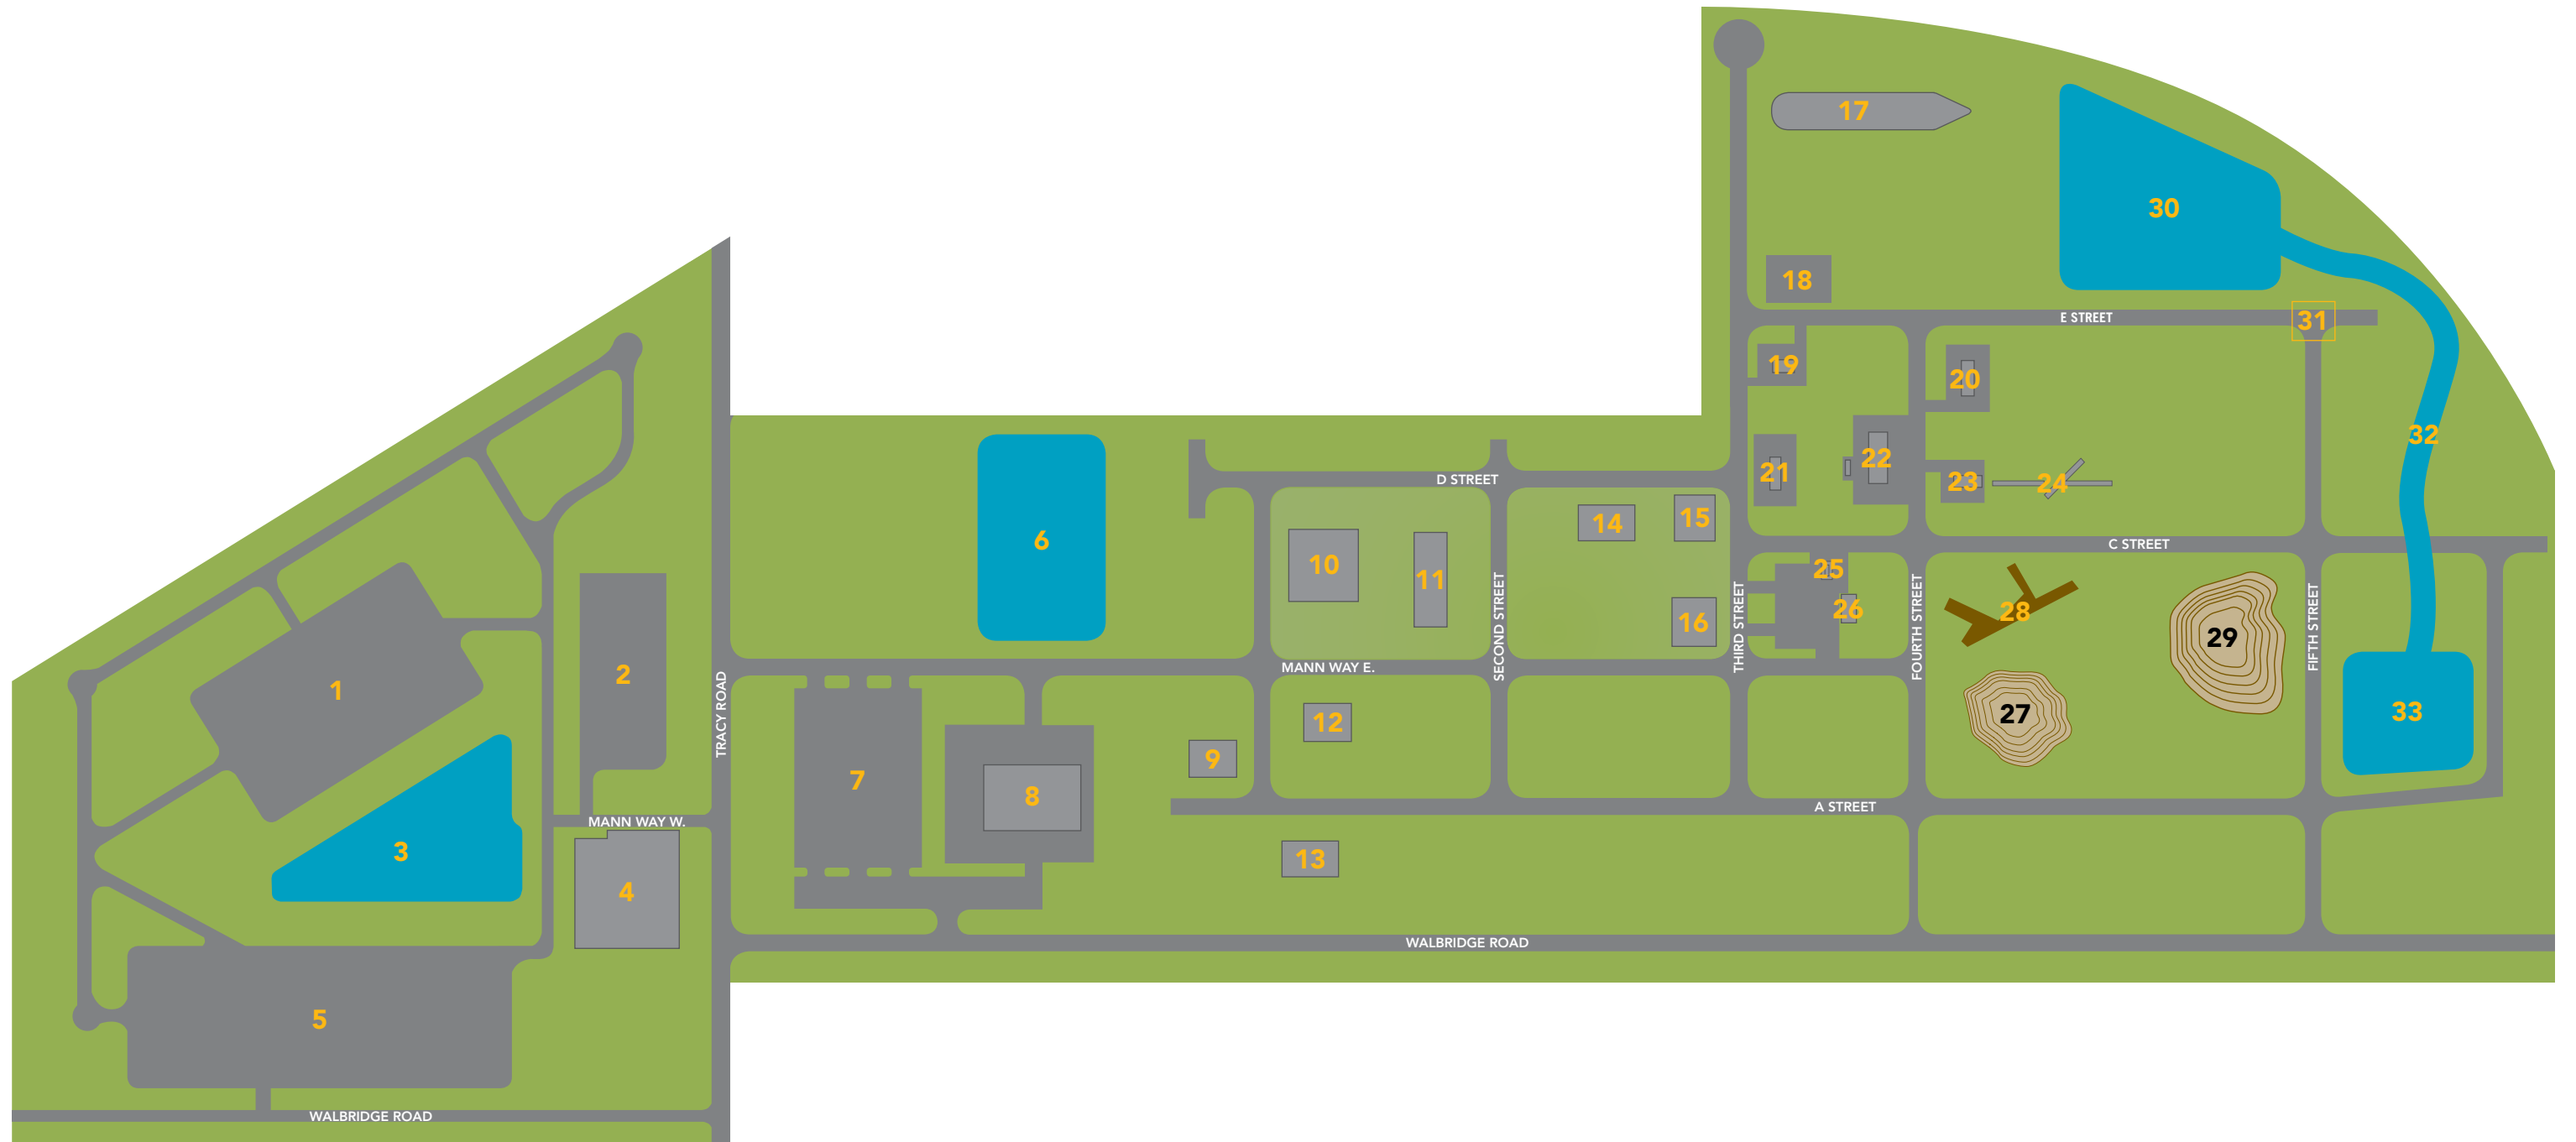 17
30
18
E STREET
31
19
20
32
D STREET
21
22
23
24
6
14
15
C STREET
10
11
25
26
28
16
29
SECOND STREET
THIRD STREET
FOURTH STREET
FIFTH STREET
MANN WAY E.
1
2
TRACY ROAD
12
27
33
9
7
8
A STREET
MANN WAY W.
3
13
4
WALBRIDGE ROAD
5
WALBRIDGE ROAD